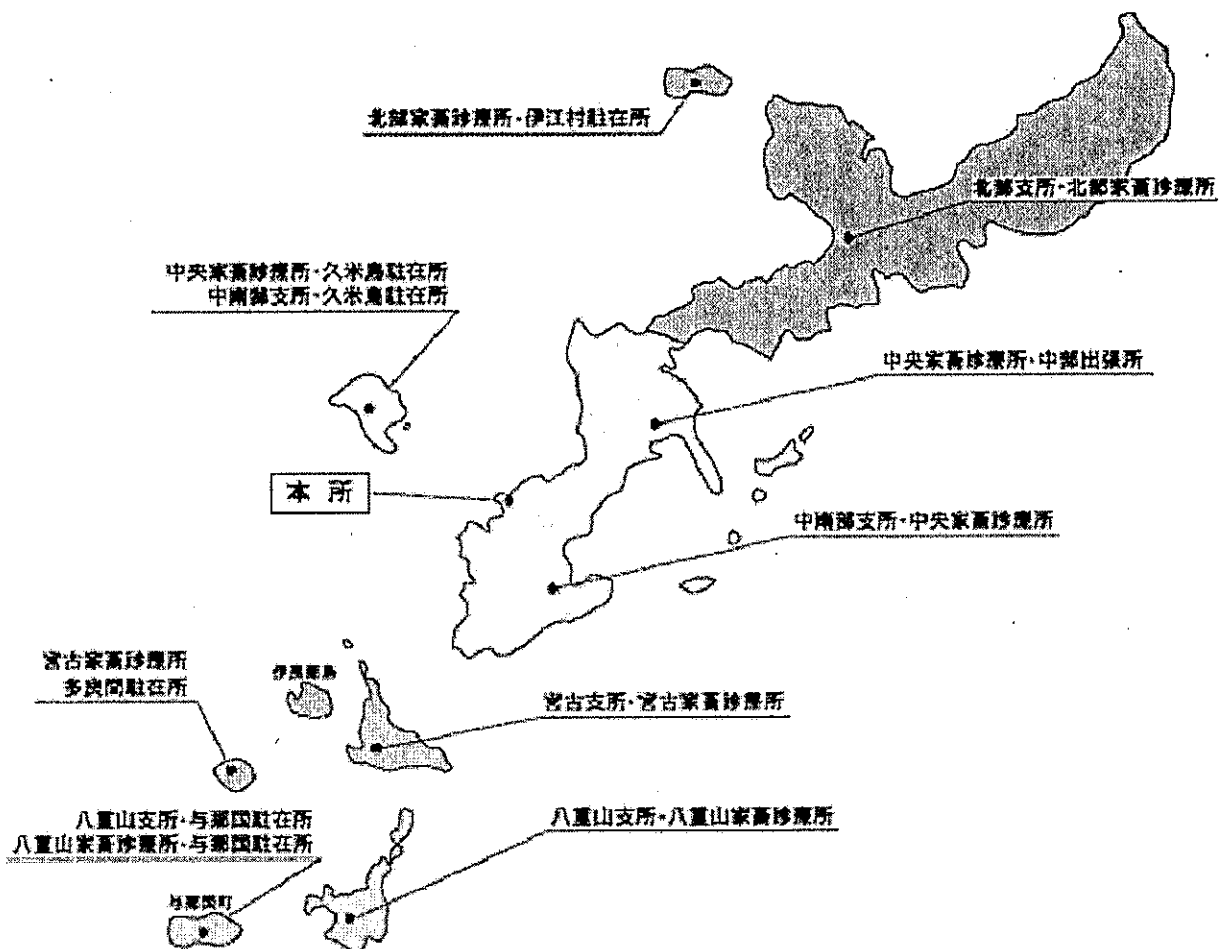 北部家畜診療所・伊江村駐在所
北部支所・北部家畜診療所
中央家畜診療所・久米島駐在所
中南部支所・久米島駐在所
中央家畜診療所・中部出張所
本所
中南部支所・中央家畜診療所
宮古家畜診療所
多良間駐在所
伊良部島
宮古支所・宮古家畜診療所
八重山支所・与那国駐在所
八重山家畜診療所・与那国駐在所
八重山支所・八重山家畜診療所
与那国町